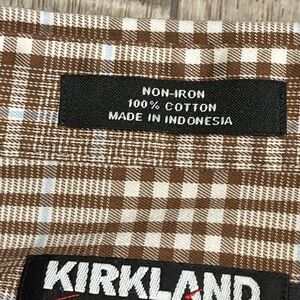 NON-IRON
100% COTTON
MADE IN INDONESIA
KIRKLAND